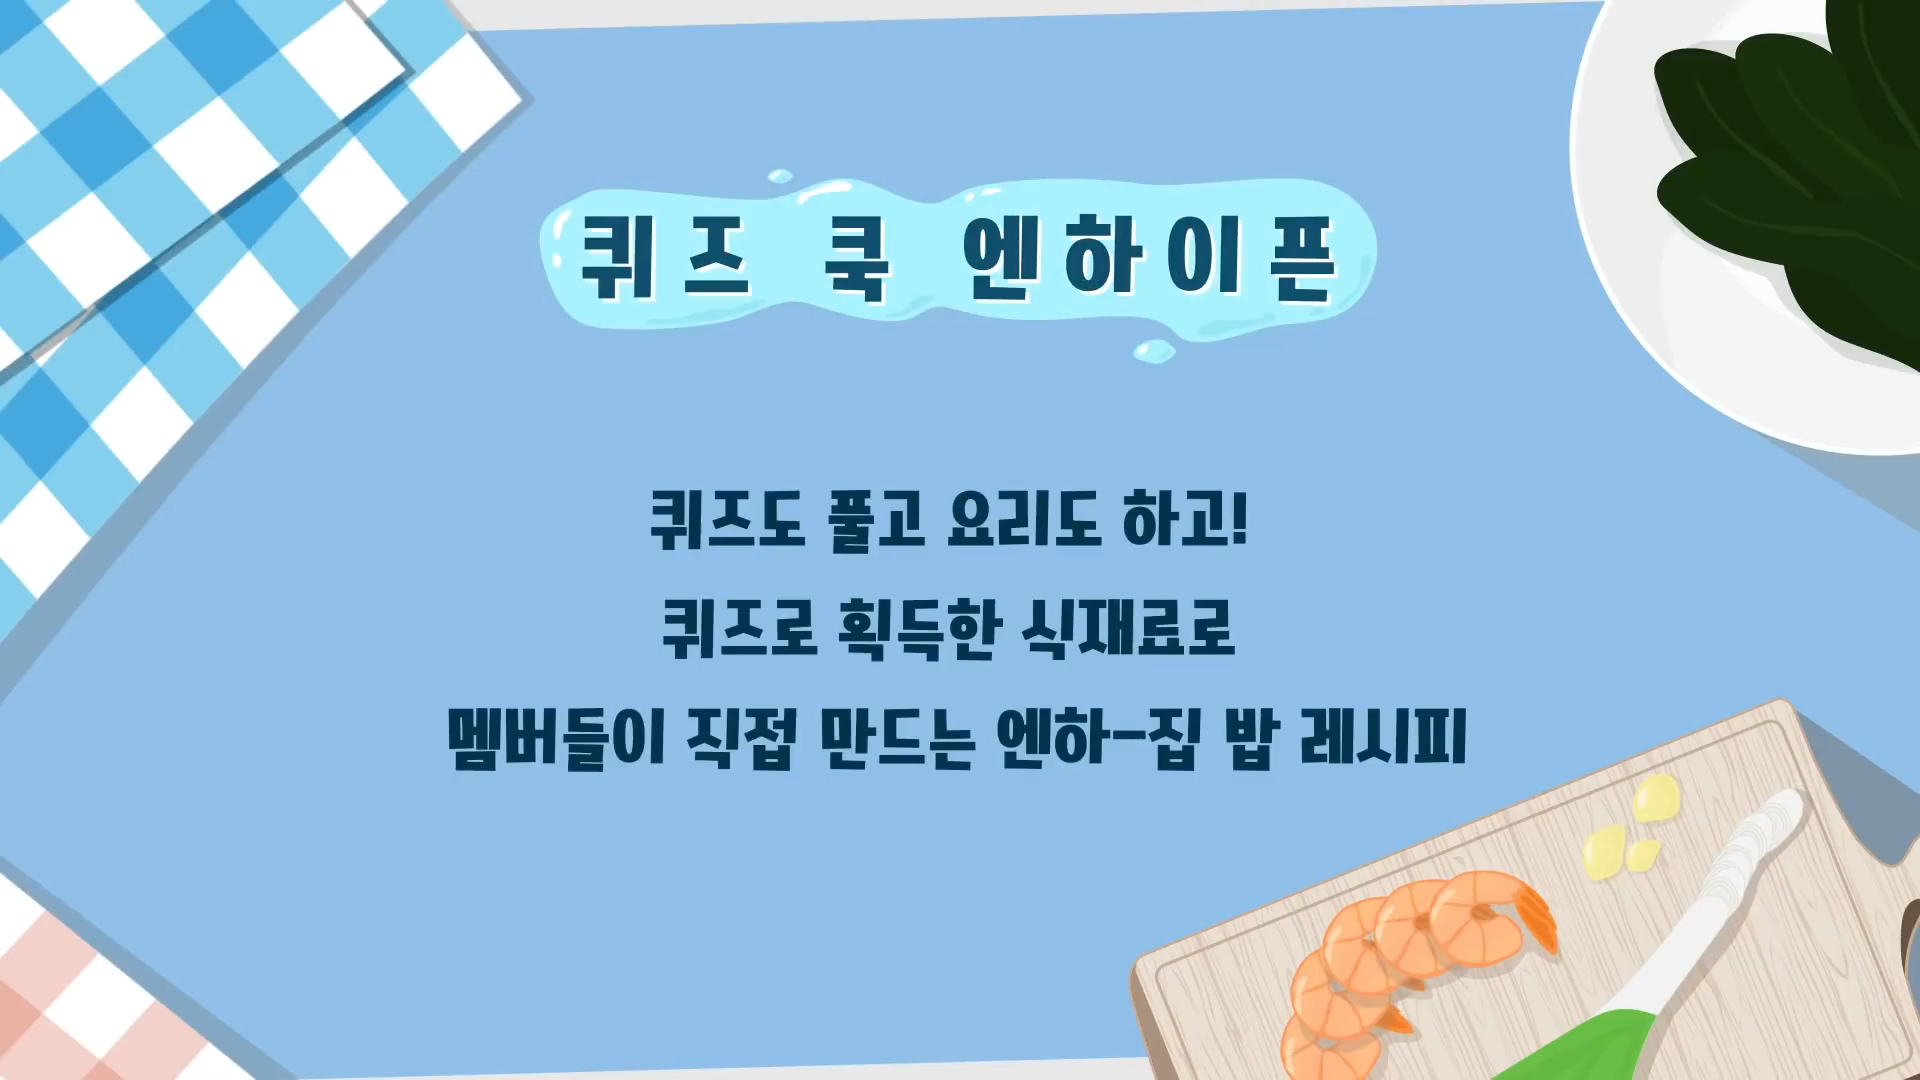 퀴즈 쿡 엔하이픈
퀴즈도 풀고 요리도 하고!
퀴즈로 획득한 식재료로
멤버들이 직접 만드는 엔하-집 밥 레시피